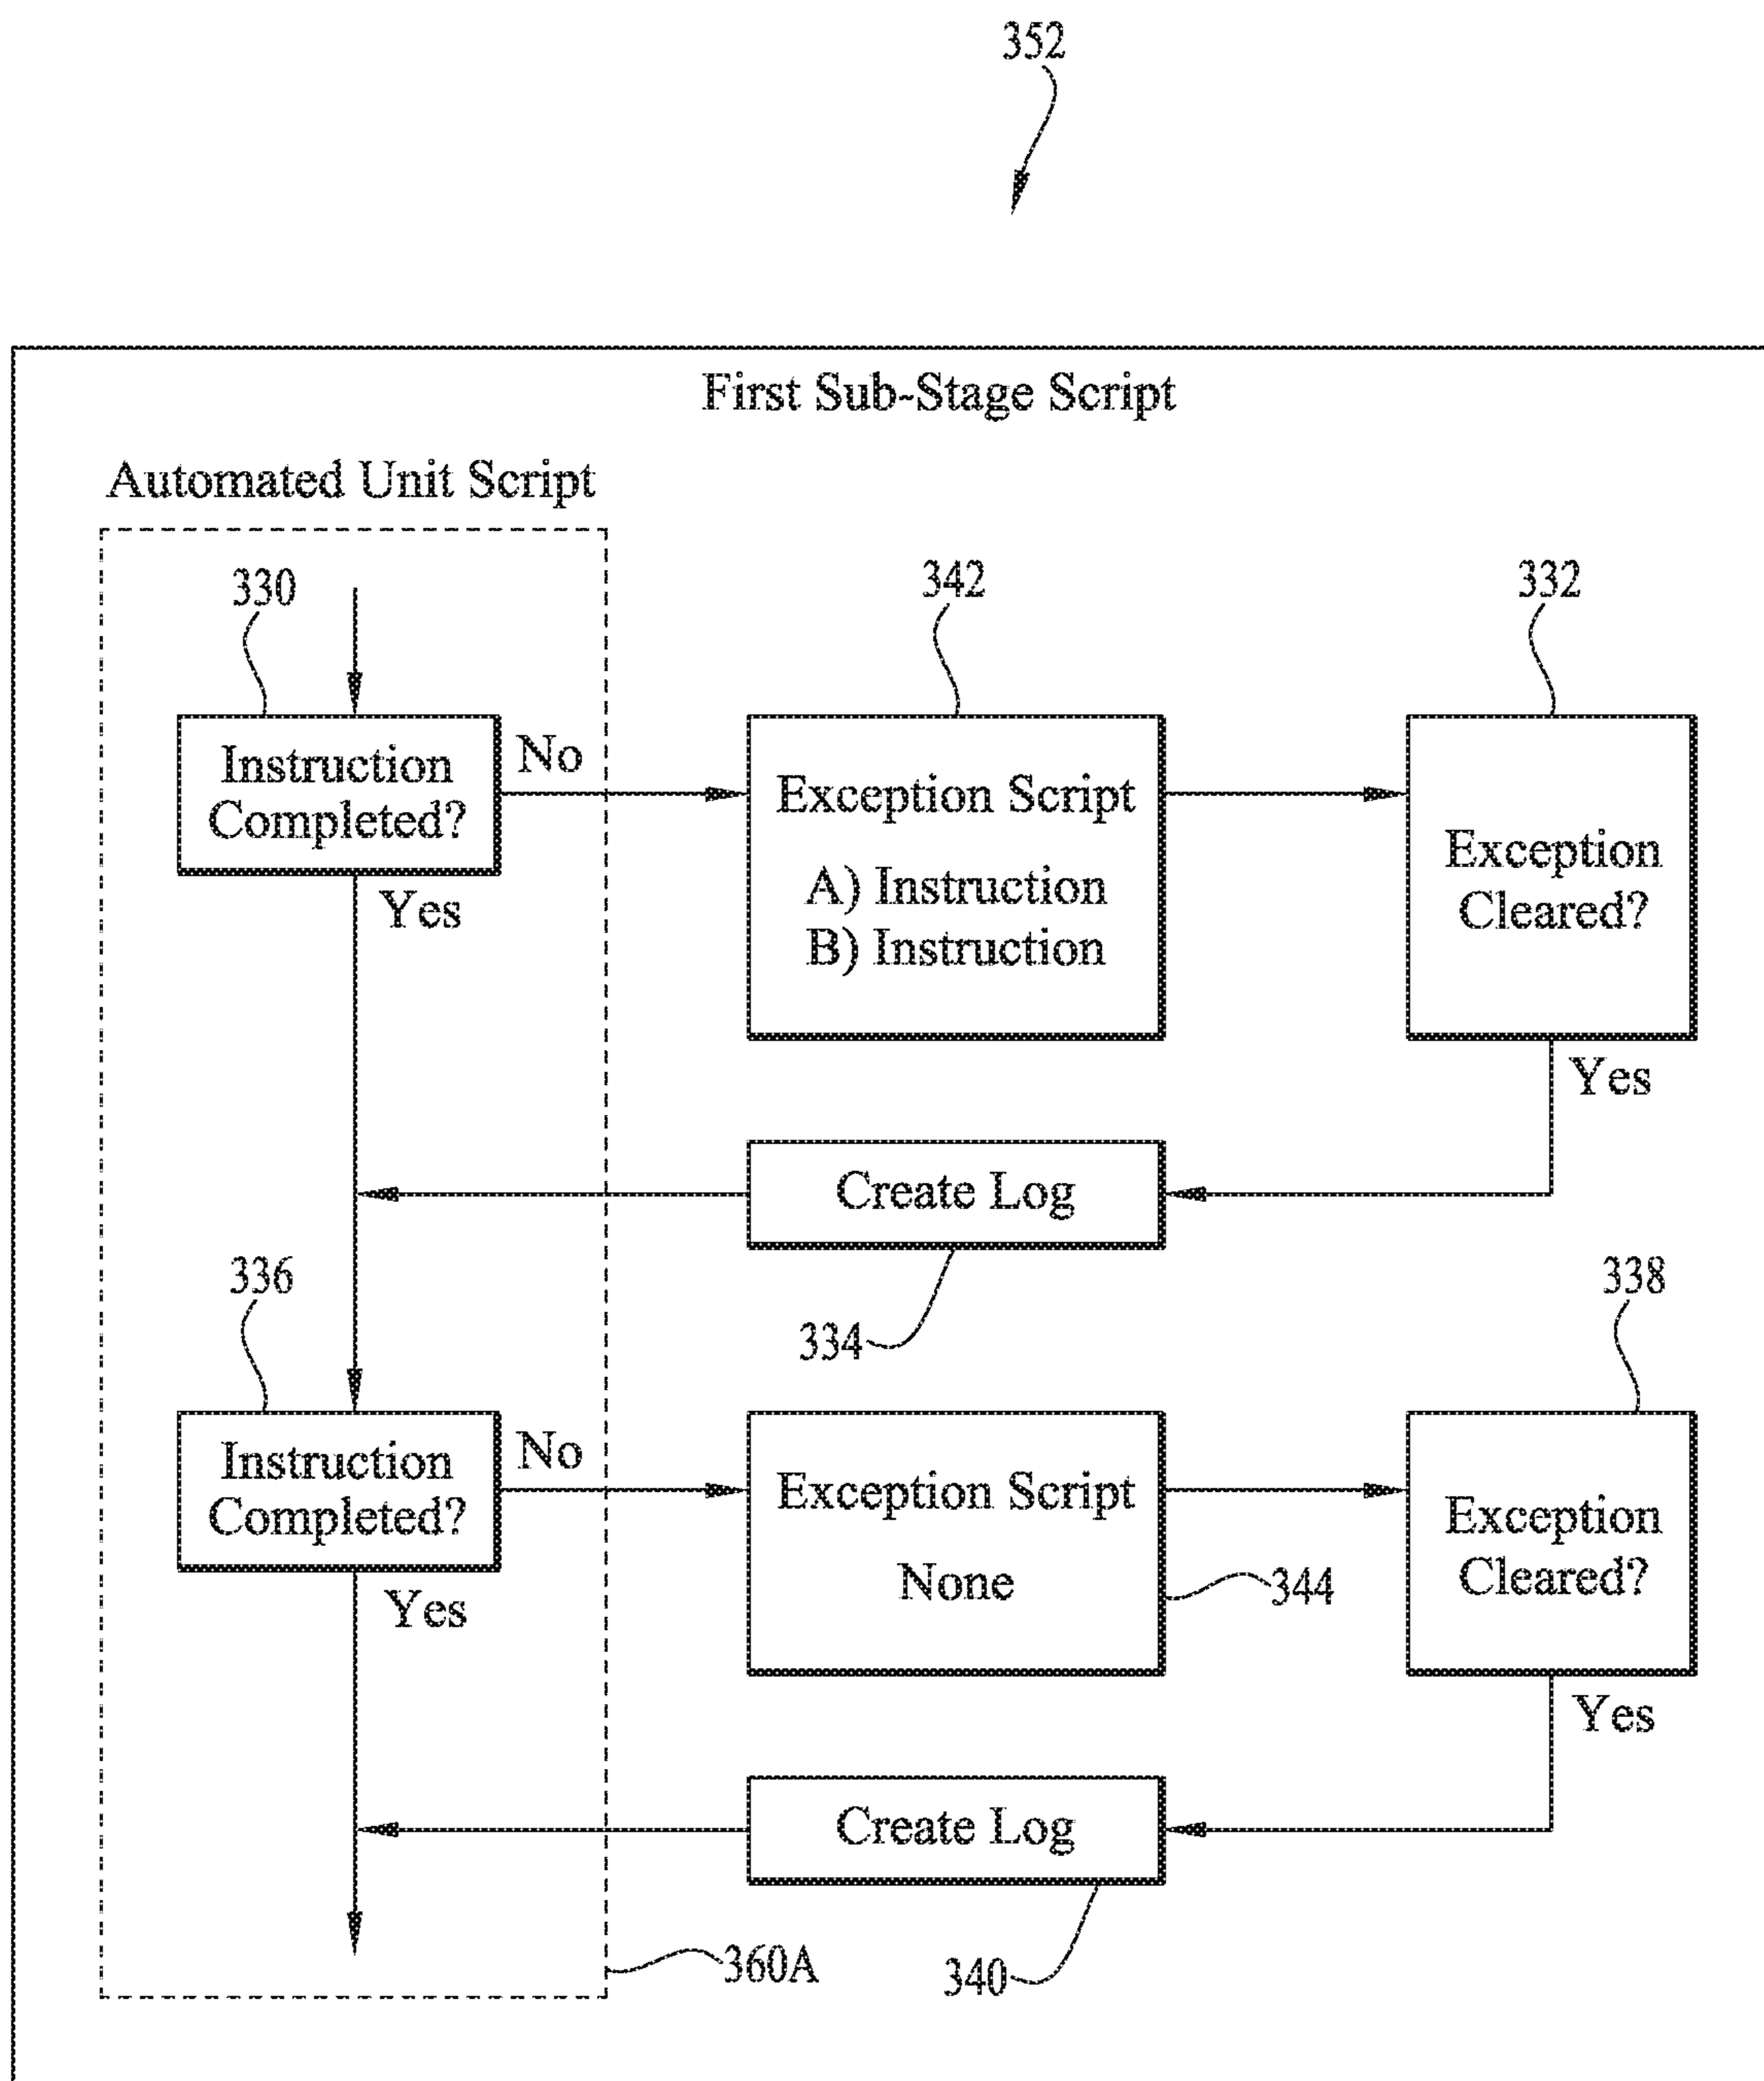 352
First Sub-Stage Script
Automated Unit Script
330
342
332
Instruction
Completed?
No
Yes
Exception Script
A) Instruction
B) Instruction
Exception
Cleared?
Yes
Create Log
334
336
338
Instruction
Completed?
No
Yes
Exception Script
None
344
Exception
Cleared?
Yes
Create Log
360A
340